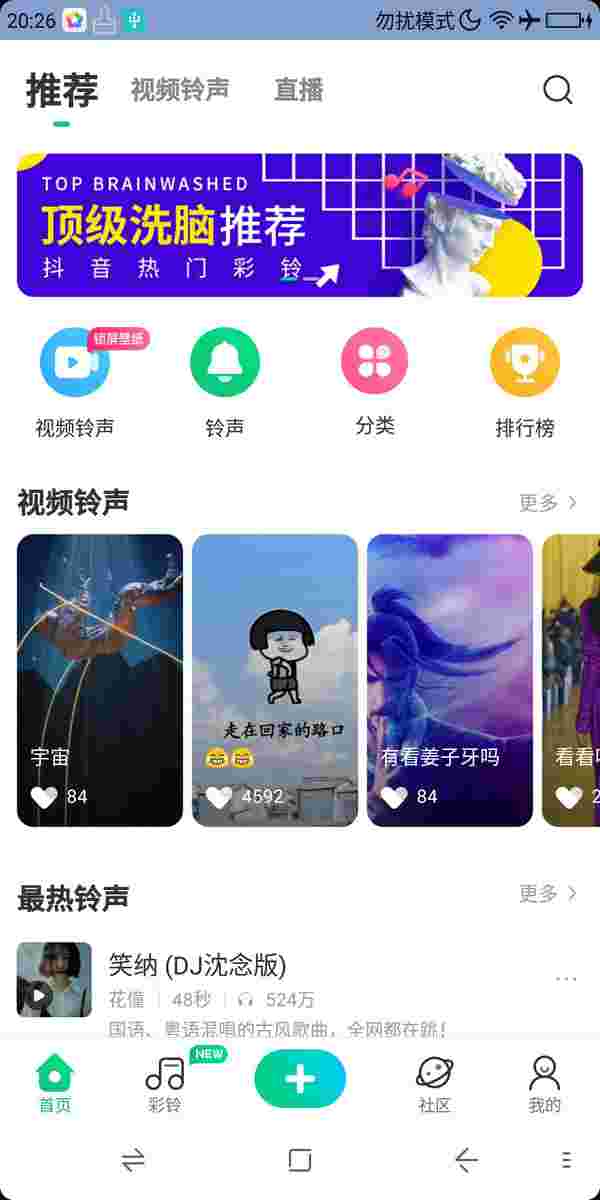 20:26
勿扰模式
推荐
视频铃声
直播
TOP BRAINWASHED
顶级洗脑推荐
抖音热门彩铃
锁屏壁纸
视频铃声
铃声
分类
排行榜
视频铃声
更多
走在回家的路口
宇宙
84
😂😂
4592
有看姜子牙吗
84
看看
2
最热铃声
更多
笑纳 (DJ沈念版)
花僮
48秒
524万
国语、粤语混唱的古风歌曲，全网都在跳！
NEW
首页
彩铃
社区
我的